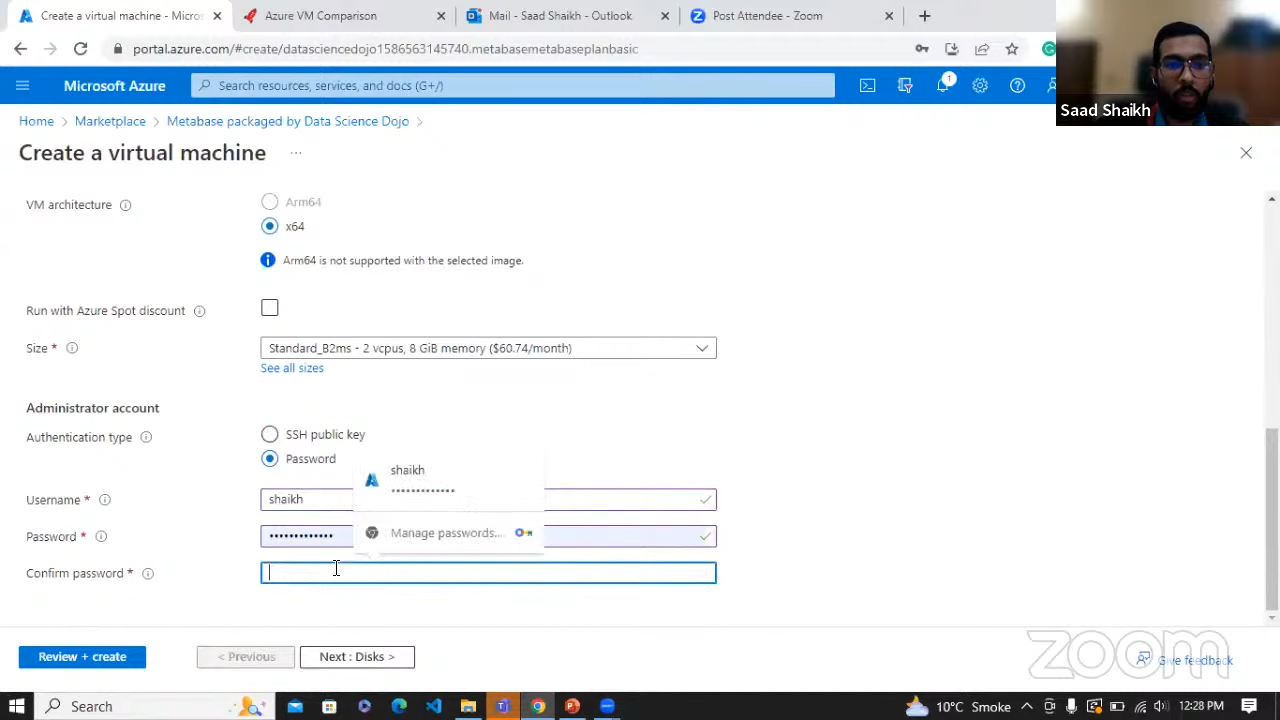 Create a virtual machine - Micros
Azure VM Comparison
Mail - Saad Shaikh - Outlook
Post Attendee - Zoom
portal.azure.com/#create/datasciencedojo1586563145740.metabasemetabaseplanbasic
Microsoft Azure
Search resources, services, and docs (G+/)
1
Saad Shaikh
Home > Marketplace > Metabase packaged by Data Science Dojo >
Create a virtual machine ...
VM architecture
Arm64
x64
Arm64 is not supported with the selected image.
Run with Azure Spot discount
Size *
Standard_B2ms - 2 vcpus, 8 GiB memory ($60.74/month)
See all sizes
Administrator account
Authentication type
SSH public key
Password
shaikh
•••••••••••••
Username *
shaikh
Manage passwords...
Password *
•••••••••••••
Confirm password *
Review + create
< Previous
Next : Disks >
zoom
Give feedback
Search
10°C Smoke
12:28 PM